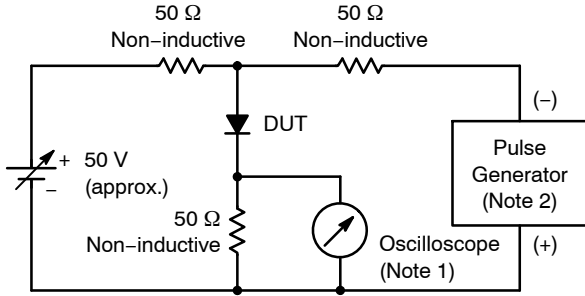 50 Ω
Non−inductive
50 Ω
Non−inductive
(−)
DUT
+
50 V
−
(approx.)
Pulse
Generator
(Note 2)
50 Ω
Non−inductive
Oscilloscope
(Note 1)
(+)